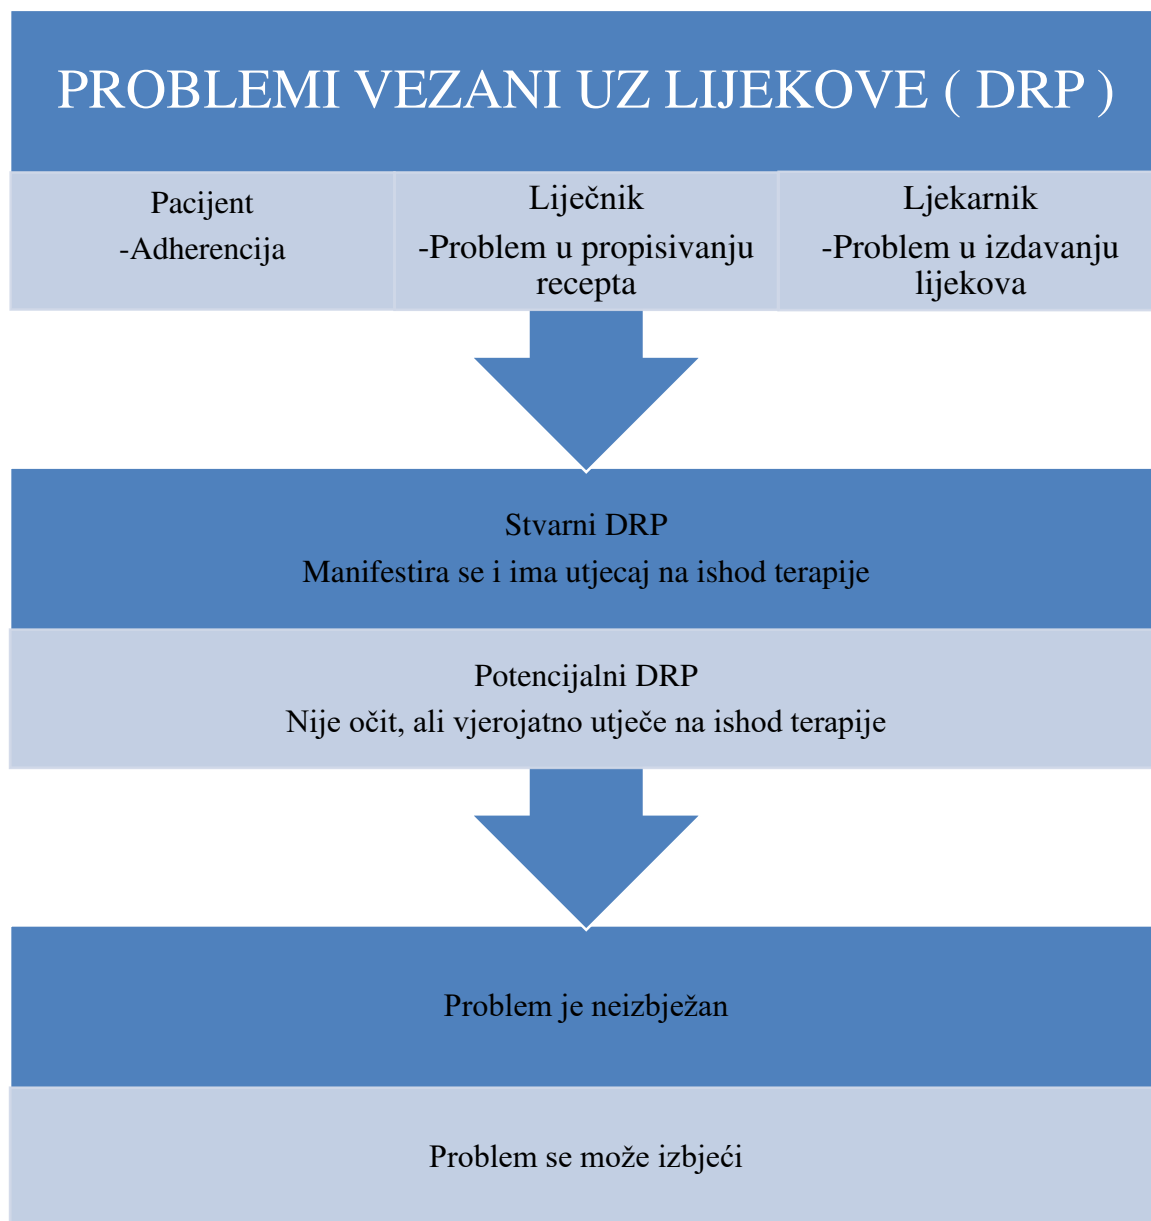 PROBLEMI VEZANI UZ LIJEKOVE ( DRP )
Pacijent
-Adherencija
Liječnik
-Problem u propisivanju
recepta
Ljekarnik
-Problem u izdavanju
lijekova
Stvarni DRP
Manifestira se i ima utjecaj na ishod terapije
Potencijalni DRP
Nije očit, ali vjerojatno utječe na ishod terapije
Problem je neizbježan
Problem se može izbjeći